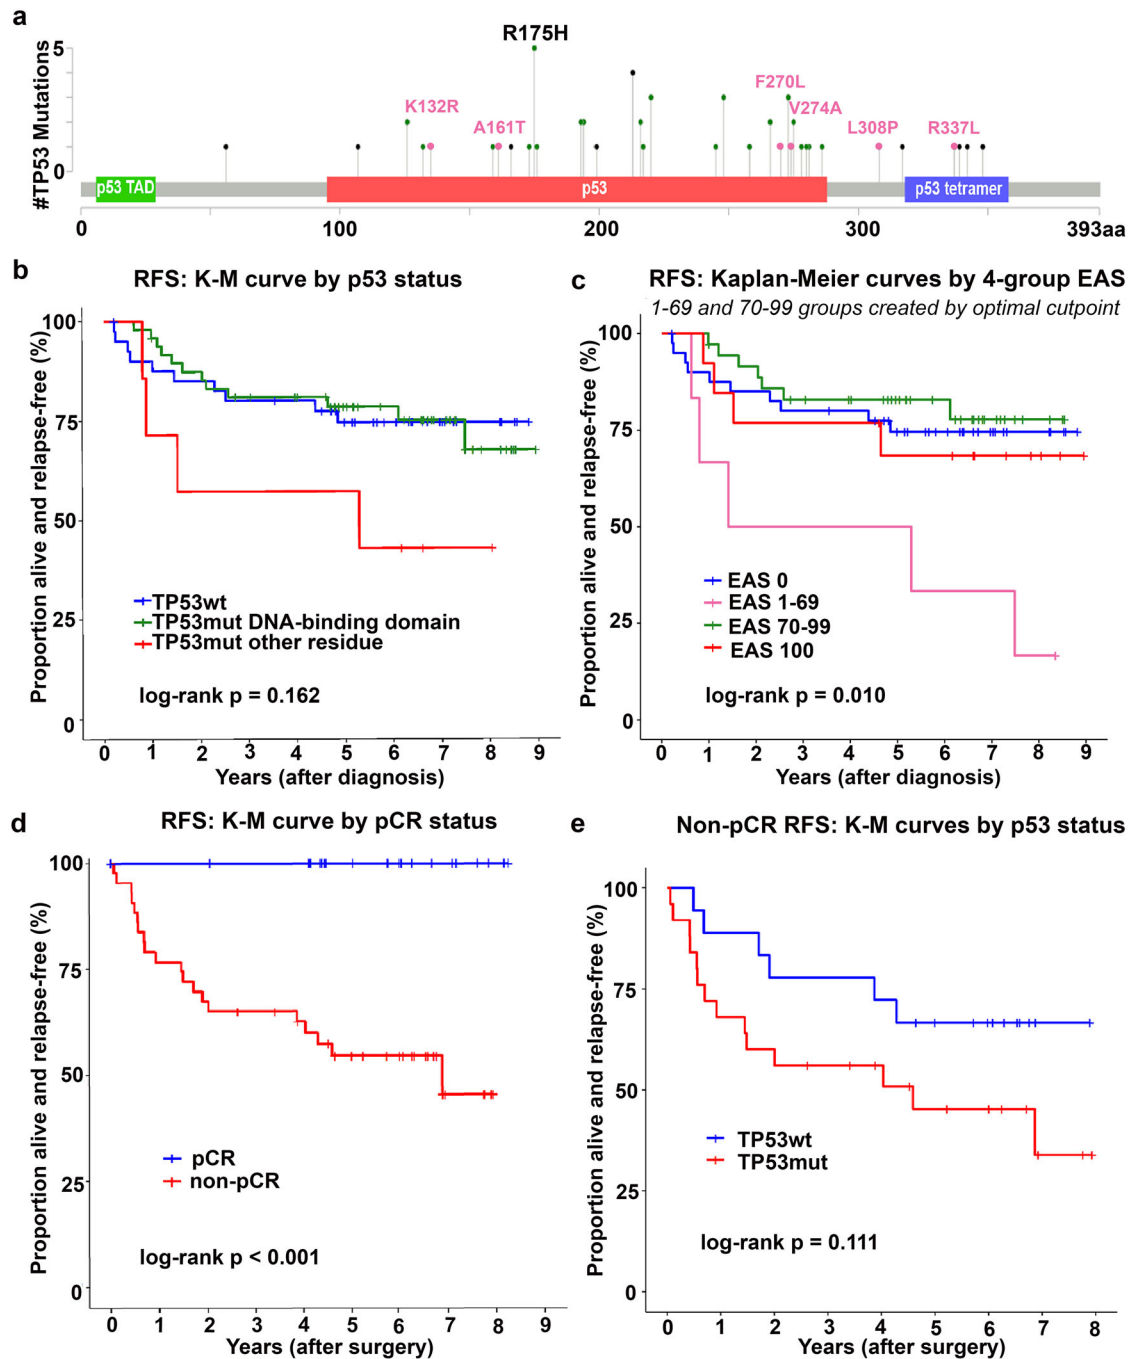 a
#TP53 Mutations
5
0
R175H
K132R
A161T
F270L
V274A
L308P
R337L
p53 TAD
p53
p53 tetramer
0 100 200 300 393aa
b
RFS: K-M curve by p53 status
Proportion alive and relapse-free (%)
100
75
50
25
0
TP53wt
TP53mut DNA-binding domain
TP53mut other residue
log-rank p = 0.162
0 1 2 3 4 5 6 7 8 9
Years (after diagnosis)
c
RFS: Kaplan-Meier curves by 4-group EAS
1-69 and 70-99 groups created by optimal cutpoint
Proportion alive and relapse-free (%)
100
75
50
25
0
EAS 0
EAS 1-69
EAS 70-99
EAS 100
log-rank p = 0.010
0 1 2 3 4 5 6 7 8 9
Years (after diagnosis)
d
RFS: K-M curve by pCR status
Proportion alive and relapse-free (%)
100
75
50
25
0
pCR
non-pCR
log-rank p < 0.001
0 1 2 3 4 5 6 7 8 9
Years (after surgery)
e
Non-pCR RFS: K-M curves by p53 status
Proportion alive and relapse-free (%)
100
75
50
25
0
TP53wt
TP53mut
log-rank p = 0.111
0 1 2 3 4 5 6 7 8
Years (after surgery)